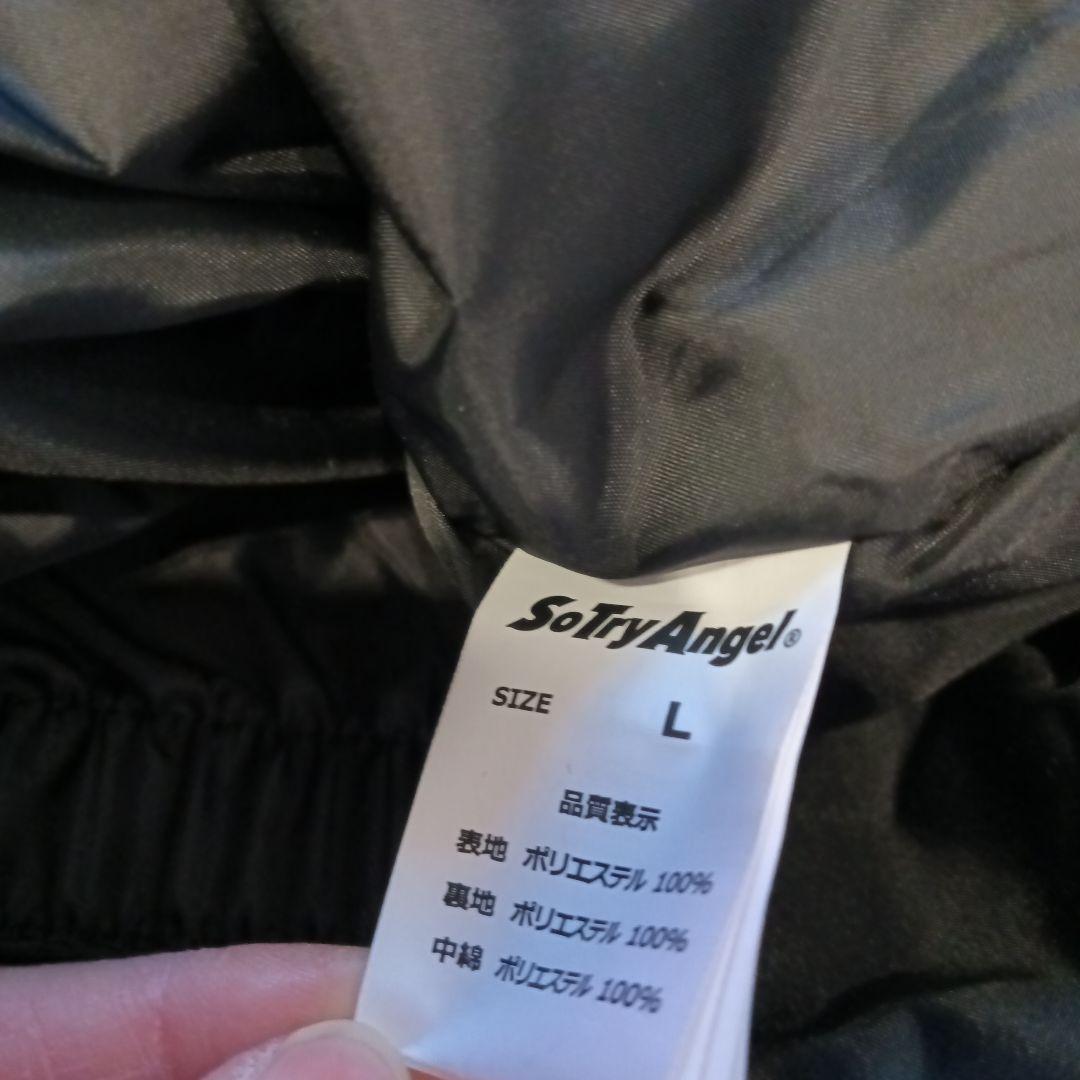 SoTryAngel®
SIZE L
品質表示
表地 ポリエステル 100%
裏地 ポリエステル 100%
中綿 ポリエステル 100%